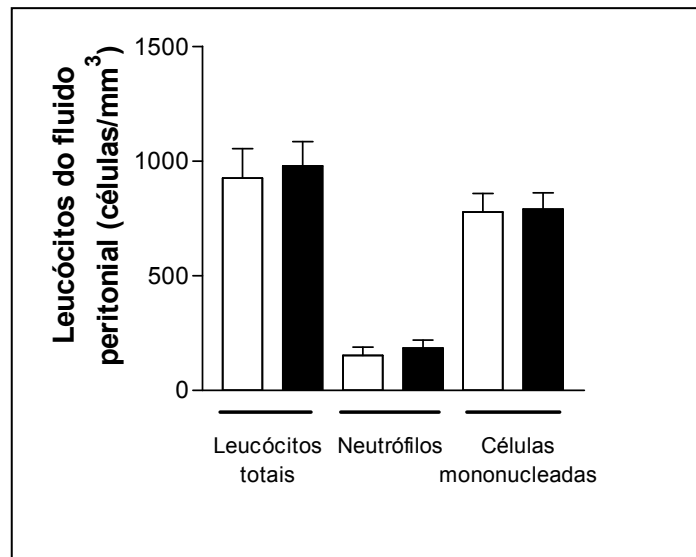 Leucócitos do fluido
peritonial (células/mm³)
1500
1000
500
0
Leucócitos
totais
Neutrófilos
Células
mononucleadas